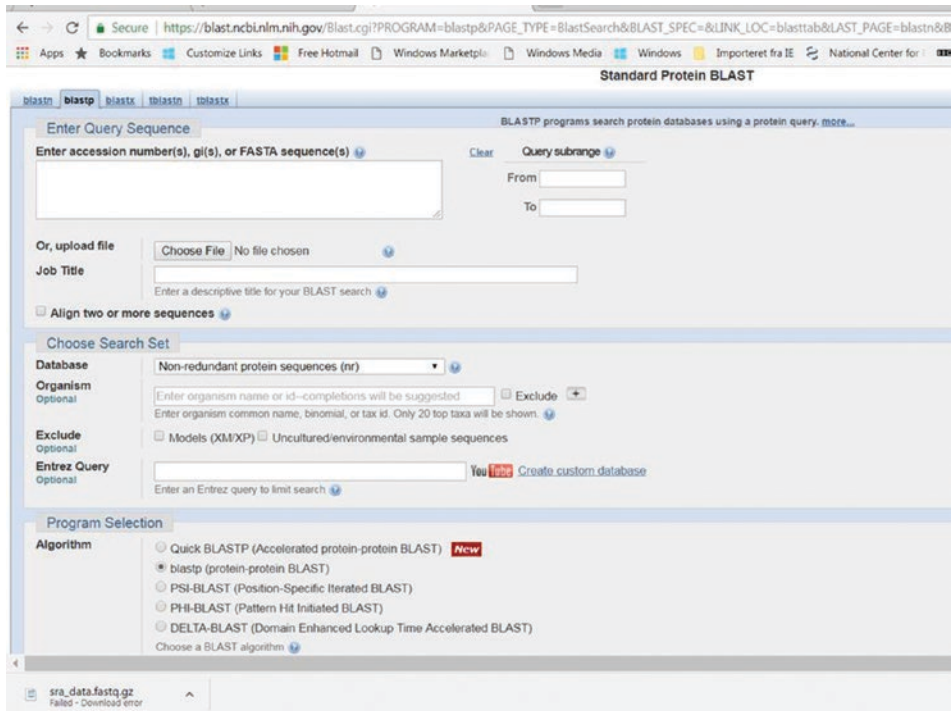 Secure https://blast.ncbi.nlm.nih.gov/Blast.cgi?PROGRAM=blastp&PAGE_TYPE=BlastSearch&BLAST_SPEC=&LINK_LOC=blasttab&LAST_PAGE=blastn&B
Apps Bookmarks Customize Links Free Hotmail Windows Marketpla Windows Media Windows Importeret fra IE National Center for
Standard Protein BLAST
blastn blastp blastx tblastn tblastx
Enter Query Sequence
BLASTP programs search protein databases using a protein query. more...
Enter accession number(s), gi(s), or FASTA sequence(s) Clear Query subrange
From
To
Or, upload file Choose File No file chosen
Job Title
Enter a descriptive title for your BLAST search
Align two or more sequences
Choose Search Set
Database Non-redundant protein sequences (nr)
Organism
Optional
Enter organism name or id--completions will be suggested Exclude +
Enter organism common name, binomial, or tax id. Only 20 top taxa will be shown.
Exclude
Optional
Models (XM/XP) Uncultured/environmental sample sequences
Entrez Query
Optional
YouTube Create custom database
Enter an Entrez query to limit search
Program Selection
Algorithm
Quick BLASTP (Accelerated protein-protein BLAST) New
blastp (protein-protein BLAST)
PSI-BLAST (Position-Specific Iterated BLAST)
PHI-BLAST (Pattern Hit Initiated BLAST)
DELTA-BLAST (Domain Enhanced Lookup Time Accelerated BLAST)
Choose a BLAST algorithm
sra_data.fastq.gz
Failed - Download error